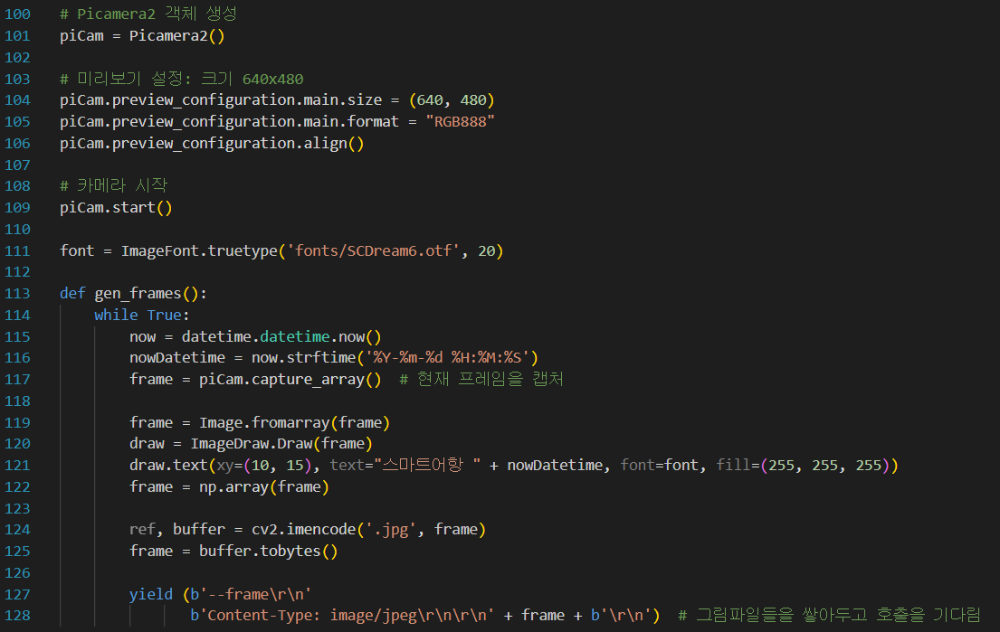 100 # Picamera2 객체 생성
101 piCam = Picamera2()
102
103 # 미리보기 설정: 크기 640x480
104 piCam.preview_configuration.main.size = (640, 480)
105 piCam.preview_configuration.main.format = "RGB888"
106 piCam.preview_configuration.align()
107
108 # 카메라 시작
109 piCam.start()
110
111 font = ImageFont.truetype('fonts/SCDream6.otf', 20)
112
113 def gen_frames():
114     while True:
115         now = datetime.datetime.now()
116         nowDatetime = now.strftime('%Y-%m-%d %H:%M:%S')
117         frame = piCam.capture_array()  # 현재 프레임을 캡처
118
119         frame = Image.fromarray(frame)
120         draw = ImageDraw.Draw(frame)
121         draw.text(xy=(10, 15), text="스마트어항 " + nowDatetime, font=font, fill=(255, 255, 255))
122         frame = np.array(frame)
123
124         ref, buffer = cv2.imencode('.jpg', frame)
125         frame = buffer.tobytes()
126
127         yield (b'--frame\r\n'
128                b'Content-Type: image/jpeg\r\n\r\n' + frame + b'\r\n')  # 그림파일들을 쌓아두고 호출을 기다림